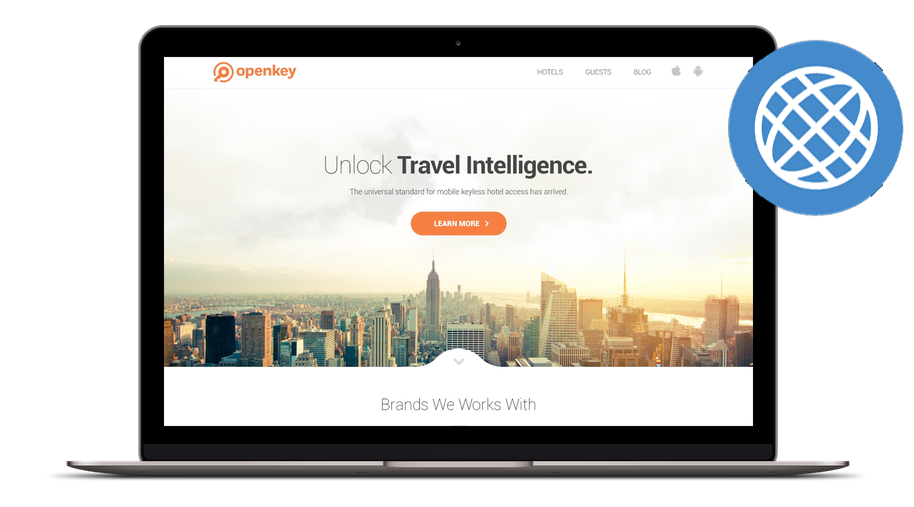 openkey
HOTELS GUESTS BLOG
Unlock Travel Intelligence.
The universal standard for mobile keyless hotel access has arrived.
LEARN MORE
Brands We Works With